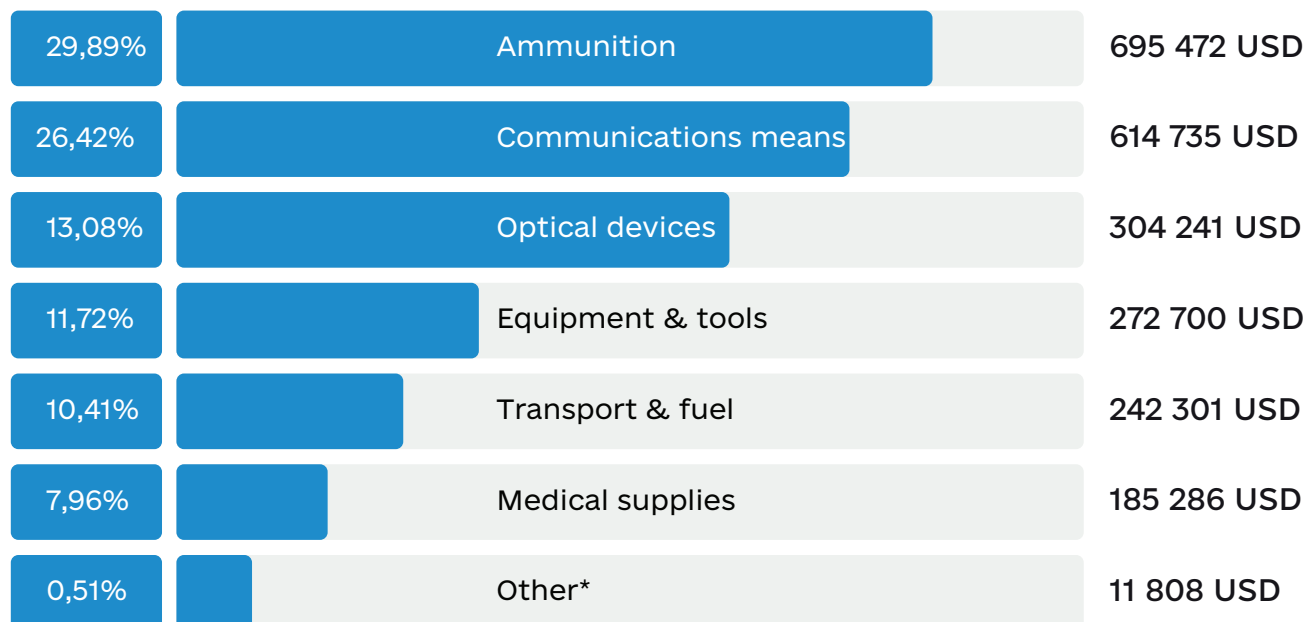 29,89% Ammunition 695 472 USD
26,42% Communications means 614 735 USD
13,08% Optical devices 304 241 USD
11,72% Equipment & tools 272 700 USD
10,41% Transport & fuel 242 301 USD
7,96% Medical supplies 185 286 USD
0,51% Other* 11 808 USD